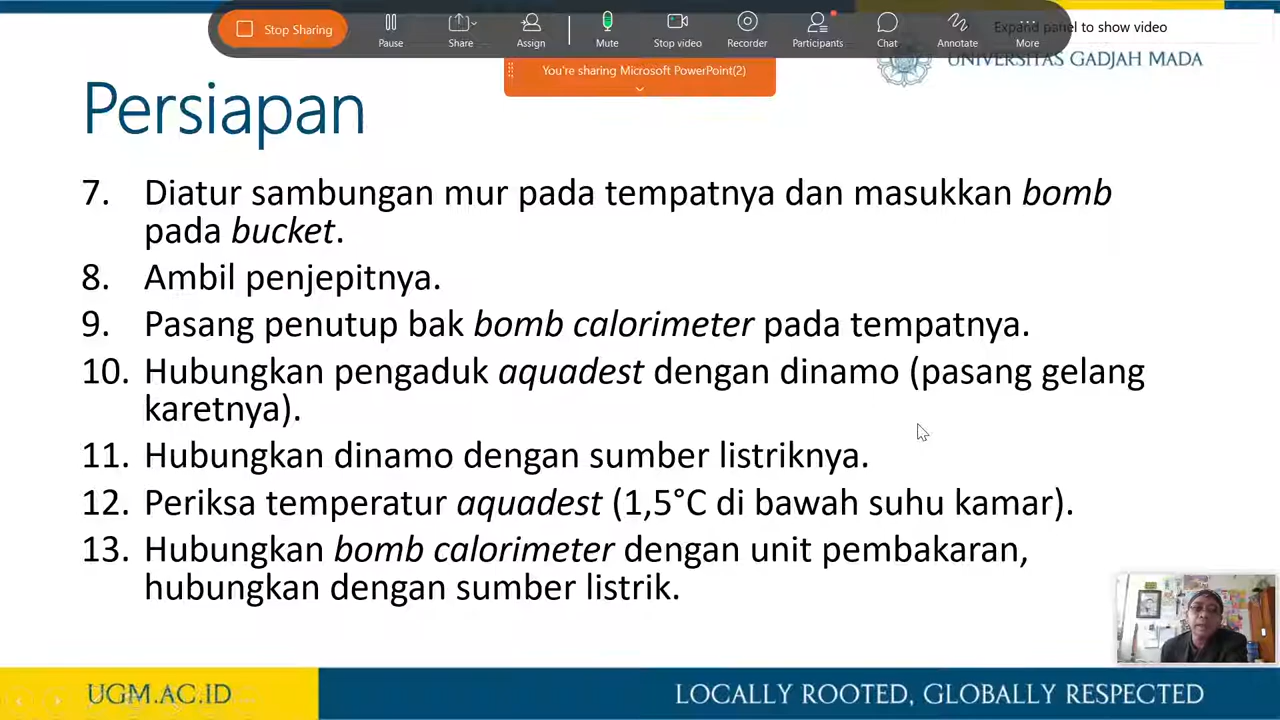 Stop Sharing
Pause
Share
Assign
Mute
Stop video
Recorder
Participants
Chat
Annotate
More
Expand panel to show video
You're sharing Microsoft PowerPoint(2)
UNIVERSITAS GADJAH MADA
Persiapan
7. Diatur sambungan mur pada tempatnya dan masukkan bomb
pada bucket.
8. Ambil penjepitnya.
9. Pasang penutup bak bomb calorimeter pada tempatnya.
10. Hubungkan pengaduk aquadest dengan dinamo (pasang gelang
karetnya).
11. Hubungkan dinamo dengan sumber listriknya.
12. Periksa temperatur aquadest (1,5°C di bawah suhu kamar).
13. Hubungkan bomb calorimeter dengan unit pembakaran,
hubungkan dengan sumber listrik.
UGM.AC.ID
LOCALLY ROOTED, GLOBALLY RESPECTED